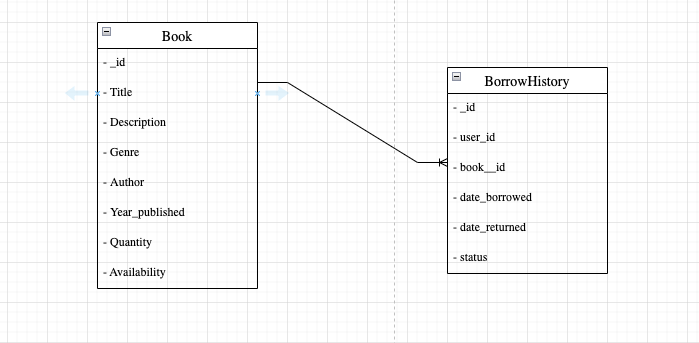 Book
- _id
- Title
- Description
- Genre
- Author
- Year_published
- Quantity
- Availability
BorrowHistory
- _id
- user_id
- book__id
- date_borrowed
- date_returned
- status